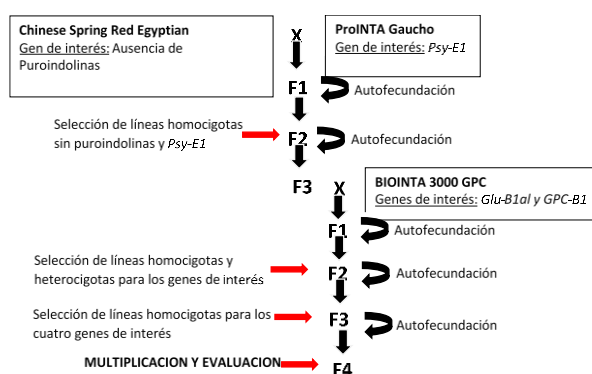 Chinese Spring Red Egyptian
Gen de interés: Ausencia de
Puroindolinas
X
ProINTA Gaucho
Gen de interés: Psy-E1
F1
Autofecundación
Selección de líneas homocigotas
sin puroindolinas y Psy-E1
F2
Autofecundación
F3
X
BIOINTA 3000 GPC
Genes de interés: Glu-B1al y GPC-B1
F1
Autofecundación
Selección de líneas homocigotas y
heterocigotas para los genes de interés
F2
Autofecundación
Selección de líneas homocigotas para los
cuatro genes de interés
F3
Autofecundación
MULTIPLICACION Y EVALUACION
F4